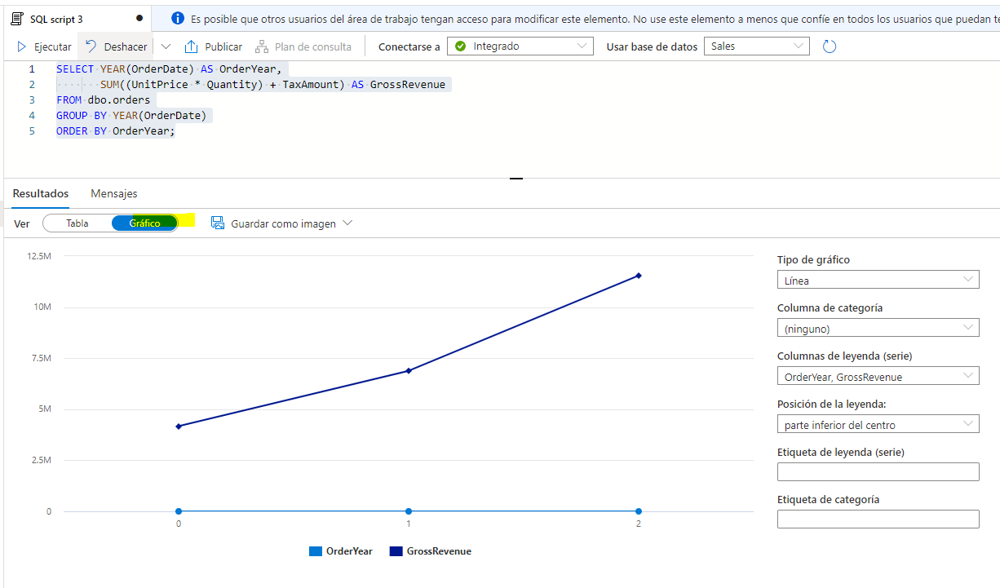 SQL script 3
Es posible que otros usuarios del área de trabajo tengan acceso para modificar este elemento. No use este elemento a menos que confíe en todos los usuarios que puedan
Ejecutar Deshacer Publicar Plan de consulta Conectarse a Integrado Usar base de datos Sales
1 SELECT YEAR(OrderDate) AS OrderYear,
2 SUM((UnitPrice * Quantity) + TaxAmount) AS GrossRevenue
3 FROM dbo.orders
4 GROUP BY YEAR(OrderDate)
5 ORDER BY OrderYear;
Resultados Mensajes
Ver Tabla Gráfico Guardar como imagen
12.5M
10M
7.5M
5M
2.5M
0
0 1 2
OrderYear GrossRevenue
Tipo de gráfico
Línea
Columna de categoría
(ninguno)
Columnas de leyenda (serie)
OrderYear, GrossRevenue
Posición de la leyenda:
parte inferior del centro
Etiqueta de leyenda (serie)
Etiqueta de categoría